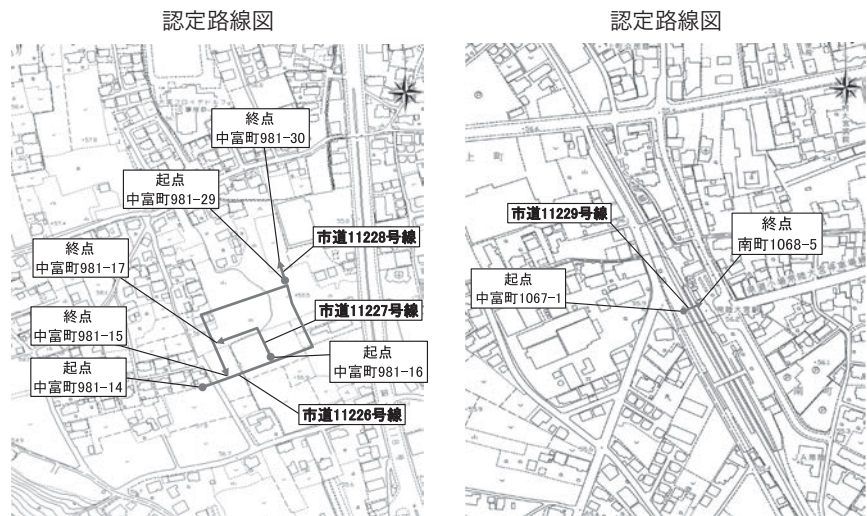 認定路線図
終点
中富町981-30
起点
中富町981-29
市道11228号線
終点
中富町981-17
市道11227号線
終点
中富町981-15
起点
中富町981-16
起点
中富町981-14
市道11226号線
認定路線図
上町
市道11229号線
終点
南町1068-5
起点
中富町1067-1
南町